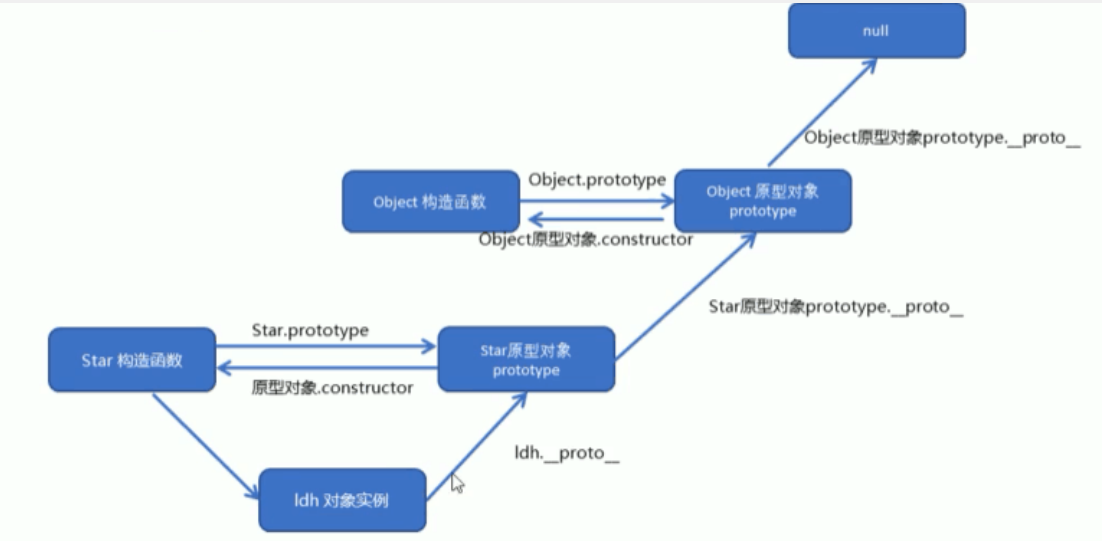 null
Object原型对象prototype.__proto__
Object.prototype
Object 构造函数
Object 原型对象
prototype
Object原型对象.constructor
Star原型对象prototype.__proto__
Star.prototype
Star 构造函数
Star原型对象
prototype
原型对象.constructor
ldh.__proto__
ldh 对象实例